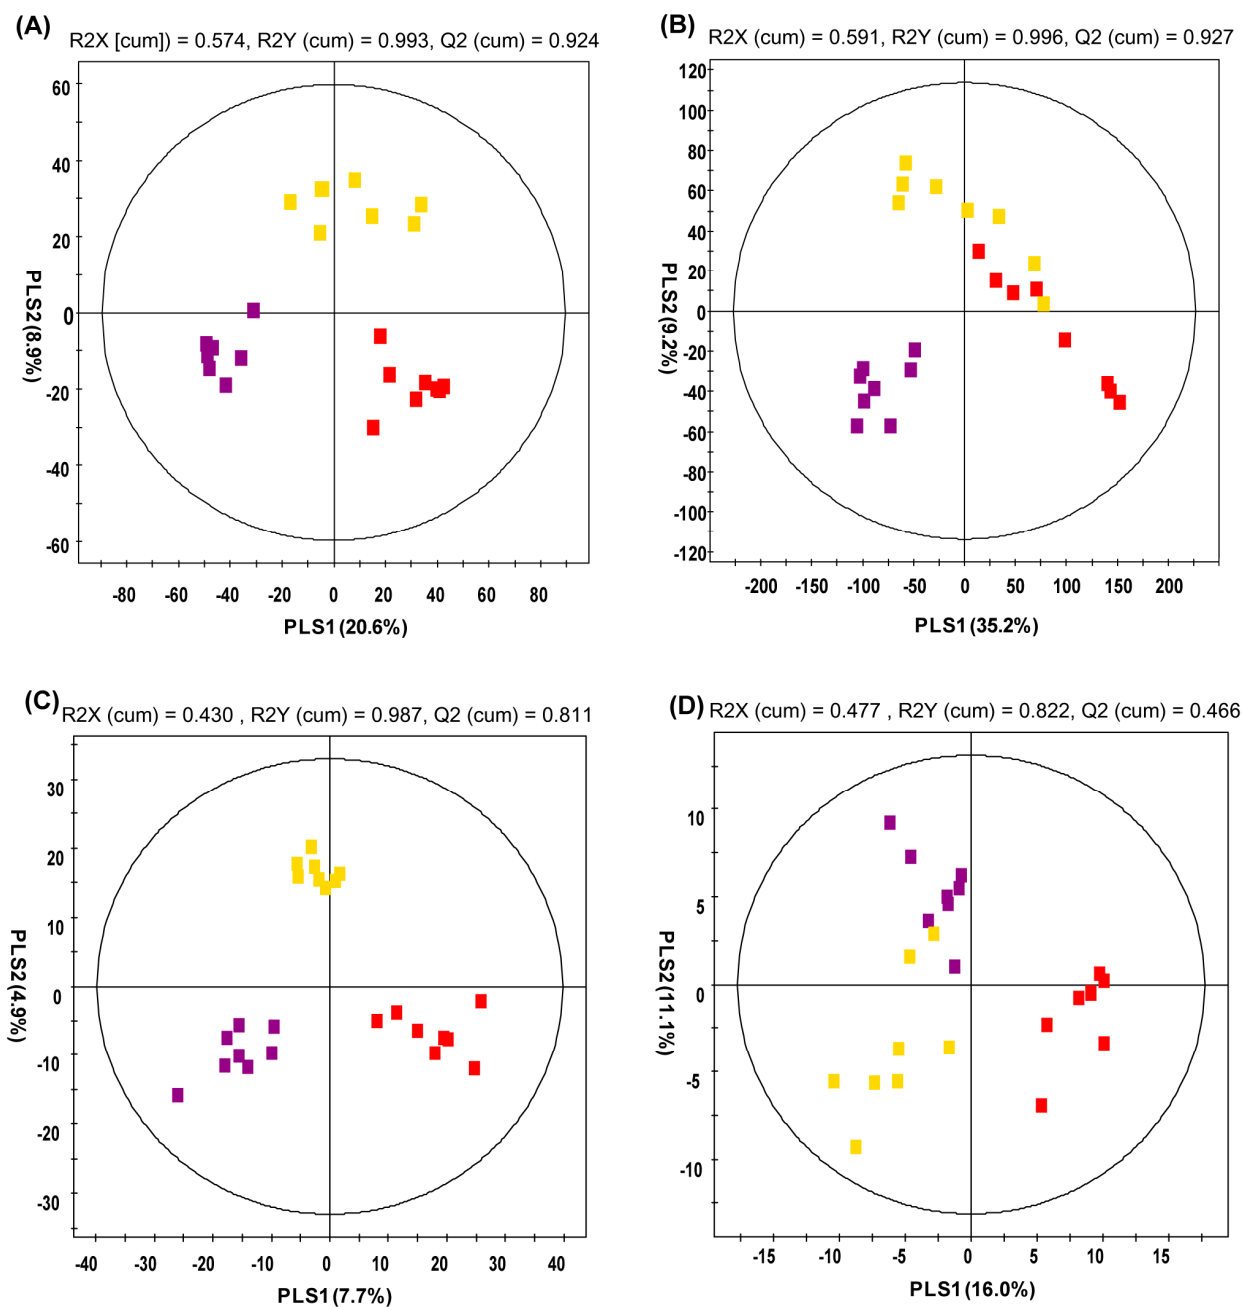 (A)
R2X [cum]) = 0.574, R2Y (cum) = 0.993, Q2 (cum) = 0.924
60
40
20
0
-20
-40
-60
PLS2 (8.9%)
-80 -60 -40 -20 0 20 40 60 80
PLS1 (20.6%)
(B)
R2X (cum) = 0.591, R2Y (cum) = 0.996, Q2 (cum) = 0.927
120
100
80
60
40
20
0
-20
-40
-60
-80
-100
-120
PLS2 (9.2%)
-200 -150 -100 -50 0 50 100 150 200
PLS1 (35.2%)
(C)
R2X (cum) = 0.430 , R2Y (cum) = 0.987, Q2 (cum) = 0.811
30
20
10
0
-10
-20
-30
PLS2 (4.9%)
-40 -30 -20 -10 0 10 20 30 40
PLS1 (7.7%)
(D)
R2X (cum) = 0.477 , R2Y (cum) = 0.822, Q2 (cum) = 0.466
10
5
0
-5
-10
PLS2 (11.1%)
-15 -10 -5 0 5 10 15
PLS1 (16.0%)